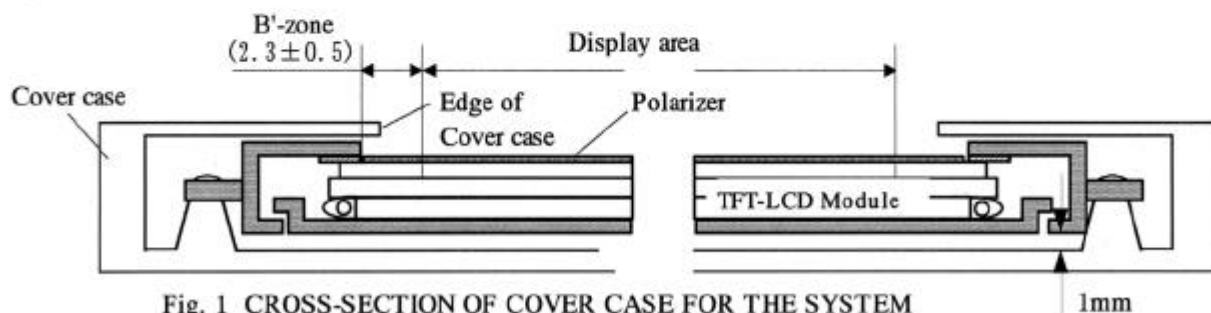 B'-zone
(2.3±0.5)
Display area
Cover case
Edge of
Cover case
Polarizer
TFT-LCD Module
Fig. 1 CROSS-SECTION OF COVER CASE FOR THE SYSTEM
1mm